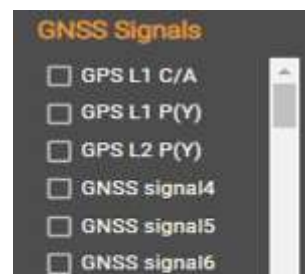 GNSS Signals
GPS L1 C/A
GPS L1 P(Y)
GPS L2 P(Y)
GNSS signal4
GNSS signal5
GNSS signal6